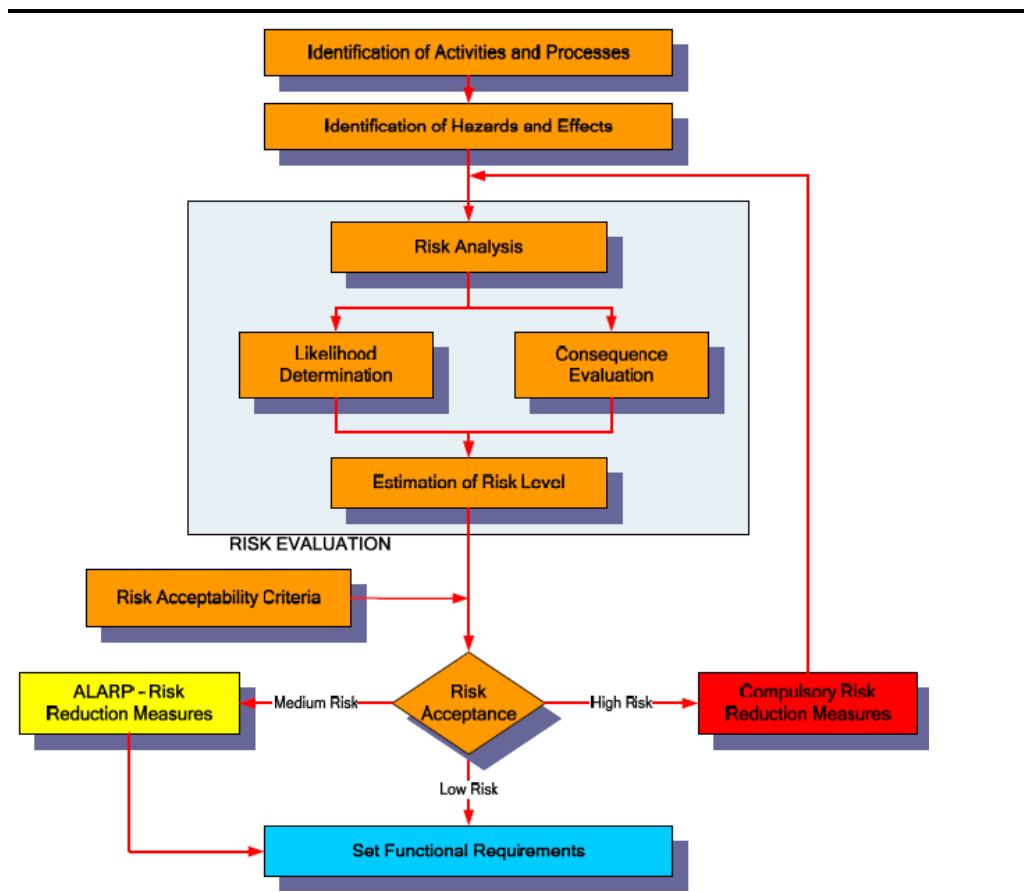 Identification of Activities and Processes
Identification of Hazards and Effects
Risk Analysis
Likelihood
Determination
Consequence
Evaluation
Estimation of Risk Level
RISK EVALUATION
Risk Acceptability Criteria
ALARP - Risk
Reduction Measures
Medium Risk
Risk
Acceptance
High Risk
Compulsory Risk
Reduction Measures
Low Risk
Set Functional Requirements